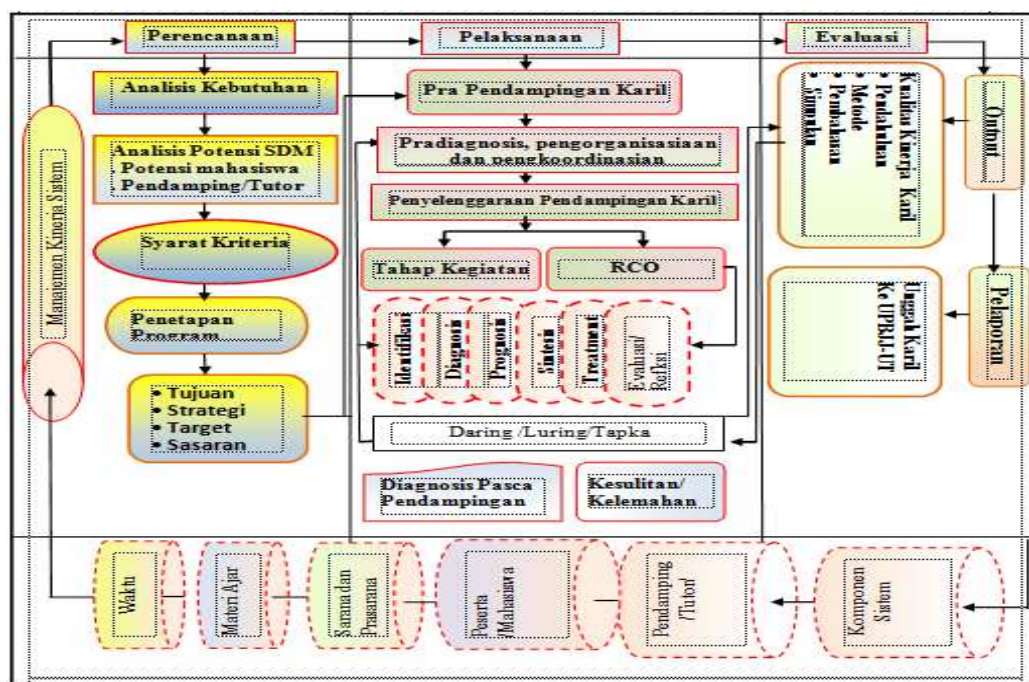 Perencanaan
Pelaksanaan
Evaluasi
Manajemen Kinerja Sistem
Analisis Kebutuhan
Analisis Potensi SDM
. Potensi mahasiswa
. Pendamping/Tutor
Syarat Kriteria
Penetapan
Program
• Tujuan
• Strategi
• Target
• Sasaran
Pra Pendampingan Karil
Pradiagnosis, pengorganisasiaan
dan pengkoordinasian
Penyelenggaraan Pendampingan Karil
Tahap Kegiatan
RCO
Identifikasi
Diagnosis
Prognosis
Sintesis
Treatment
Evaluasi/
Refksi
Daring /Luring/Tapka
Diagnosis Pasca
Pendampingan
Kesulitan/
Kelemahan
Kualitas Kinerja Karil
• Pendahuluan
• Metode
• Pembahasan
• Simpulan
Output
Unggah Karil
Ke UPBJJ-UT
Pelaporan
Waktu
Materi Ajar
Sarana dan
Prasarana
Peserta
/Mahasiswa
Pendamping
/Tutor/
Komponen
Sistem